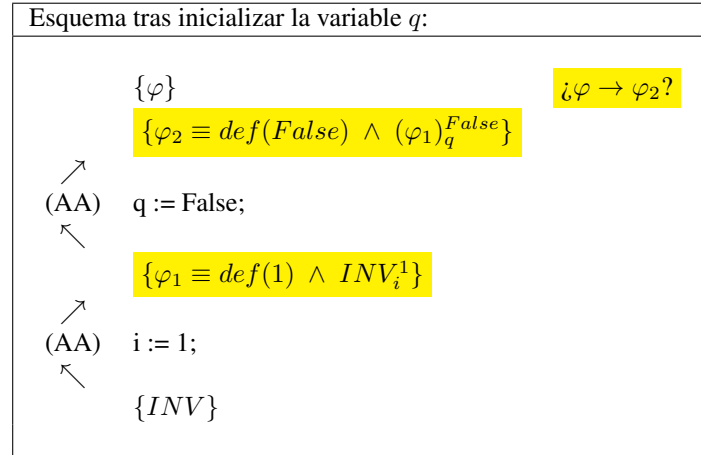 Esquema tras inicializar la variable q:
{φ} ¿φ → φ₂?
{φ₂ ≡ def(False) ∧ (φ₁)_q^False}
↗
(AA) q := False;
↖
{φ₁ ≡ def(1) ∧ INV_i^1}
↗
(AA) i := 1;
↖
{INV}